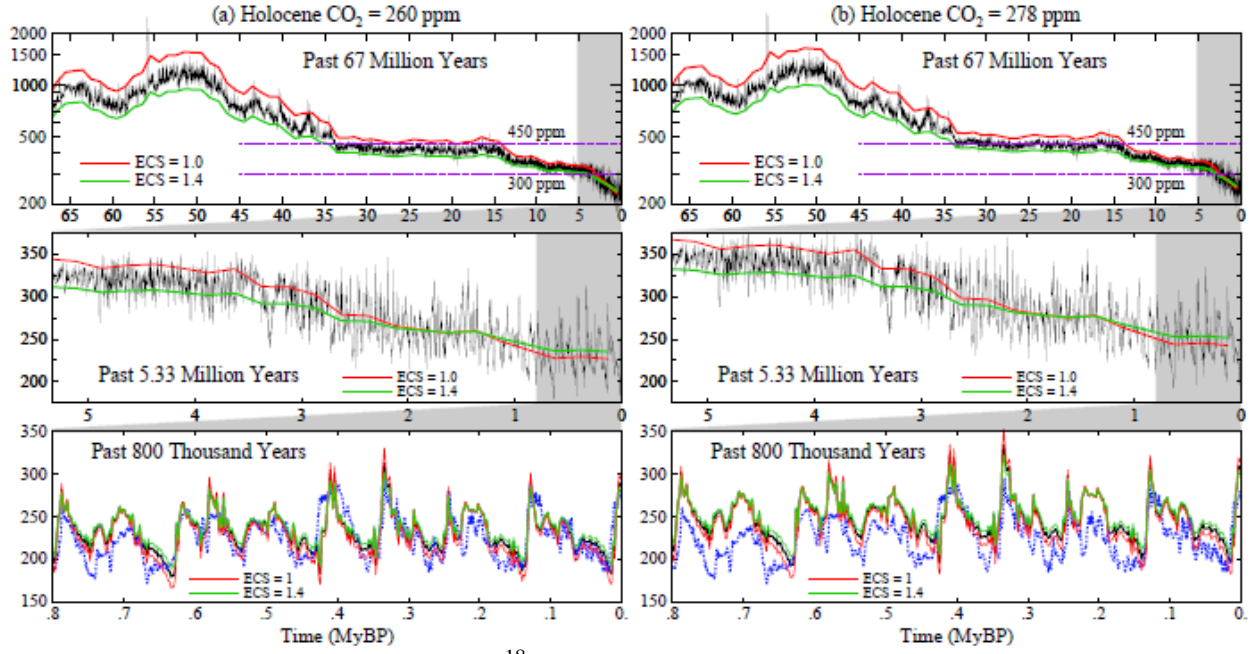 (a) Holocene CO₂ = 260 ppm
2000
1500
1000
500
200
Past 67 Million Years
450 ppm
300 ppm
ECS = 1.0
ECS = 1.4
65 60 55 50 45 40 35 30 25 20 15 10 5 0
350
300
250
200
Past 5.33 Million Years
ECS = 1.0
ECS = 1.4
5 4 3 2 1 0
350
300
250
200
150
Past 800 Thousand Years
ECS = 1
ECS = 1.4
.8 .7 .6 .5 .4 .3 .2 .1 0.
Time (MyBP)
(b) Holocene CO₂ = 278 ppm
2000
1500
1000
500
200
Past 67 Million Years
450 ppm
300 ppm
ECS = 1.0
ECS = 1.4
65 60 55 50 45 40 35 30 25 20 15 10 5 0
350
300
250
200
Past 5.33 Million Years
ECS = 1.0
ECS = 1.4
5 4 3 2 1 0
350
300
250
200
150
Past 800 Thousand Years
ECS = 1
ECS = 1.4
.8 .7 .6 .5 .4 .3 .2 .1 0.
Time (MyBP)